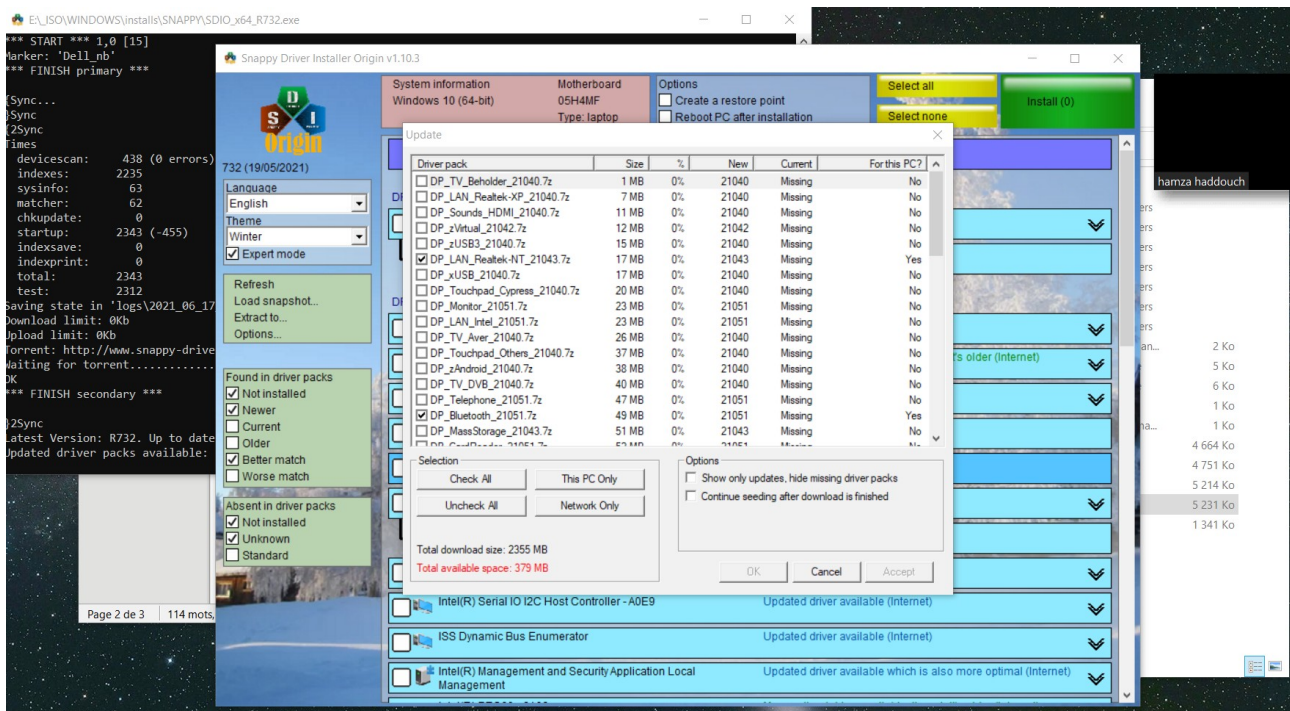 E:\_ISO\WINDOWS\installs\SNAPPY\SDIO_x64_R732.exe
*** START *** 1,0 [15]
Marker: 'Dell_nb'
*** FINISH primary ***
{Sync...
}Sync
{2Sync
Times
devicescan: 438 (0 errors)
indexes: 2235
sysinfo: 63
matcher: 62
chkupdate: 0
startup: 2343 (-455)
indexsave: 0
indexprint: 0
total: 2343
test: 2312
Saving state in 'logs\2021_06_17
Download limit: 0Kb
Upload limit: 0Kb
Torrent: http://www.snappy-drive
Waiting for torrent.............
OK
*** FINISH secondary ***
}2Sync
Latest Version: R732. Up to date
Updated driver packs available:
Page 2 de 3 114 mots,
Snappy Driver Installer Origin v1.10.3
S D I
Origin
732 (19/05/2021)
Language
English
Theme
Winter
Expert mode
Refresh
Load snapshot...
Extract to...
Options...
Found in driver packs
Not installed
Newer
Current
Older
Better match
Worse match
Absent in driver packs
Not installed
Unknown
Standard
System information
Windows 10 (64-bit)
Motherboard
05H4MF
Type: laptop
Options
Create a restore point
Reboot PC after installation
Select all
Select none
Install (0)
Update
Driver pack Size % New Current For this PC?
DP_TV_Beholder_21040.7z 1 MB 0% 21040 Missing No
DP_LAN_Realtek-XP_21040.7z 7 MB 0% 21040 Missing No
DP_Sounds_HDMI_21040.7z 11 MB 0% 21040 Missing No
DP_zVirtual_21042.7z 12 MB 0% 21042 Missing No
DP_zUSB3_21040.7z 15 MB 0% 21040 Missing No
DP_LAN_Realtek-NT_21043.7z 17 MB 0% 21043 Missing Yes
DP_xUSB_21040.7z 17 MB 0% 21040 Missing No
DP_Touchpad_Cypress_21040.7z 20 MB 0% 21040 Missing No
DP_Monitor_21051.7z 23 MB 0% 21051 Missing No
DP_LAN_Intel_21051.7z 23 MB 0% 21051 Missing No
DP_TV_Aver_21040.7z 26 MB 0% 21040 Missing No
DP_Touchpad_Others_21040.7z 37 MB 0% 21040 Missing No
DP_zAndroid_21040.7z 38 MB 0% 21040 Missing No
DP_TV_DVB_21040.7z 40 MB 0% 21040 Missing No
DP_Telephone_21051.7z 47 MB 0% 21051 Missing No
DP_Bluetooth_21051.7z 49 MB 0% 21051 Missing Yes
DP_MassStorage_21043.7z 51 MB 0% 21043 Missing No
Selection
Check All This PC Only
Uncheck All Network Only
Total download size: 2355 MB
Total available space: 379 MB
Options
Show only updates, hide missing driver packs
Continue seeding after download is finished
OK Cancel Accept
's older (Internet)
Intel(R) Serial IO I2C Host Controller - A0E9 Updated driver available (Internet)
ISS Dynamic Bus Enumerator Updated driver available (Internet)
Intel(R) Management and Security Application Local Management Updated driver available which is also more optimal (Internet)
hamza haddouch
ers
ers
ers
ers
ers
ers
ers
an... 2 Ko
5 Ko
6 Ko
1 Ko
na... 1 Ko
4 664 Ko
4 751 Ko
5 214 Ko
5 231 Ko
1 341 Ko